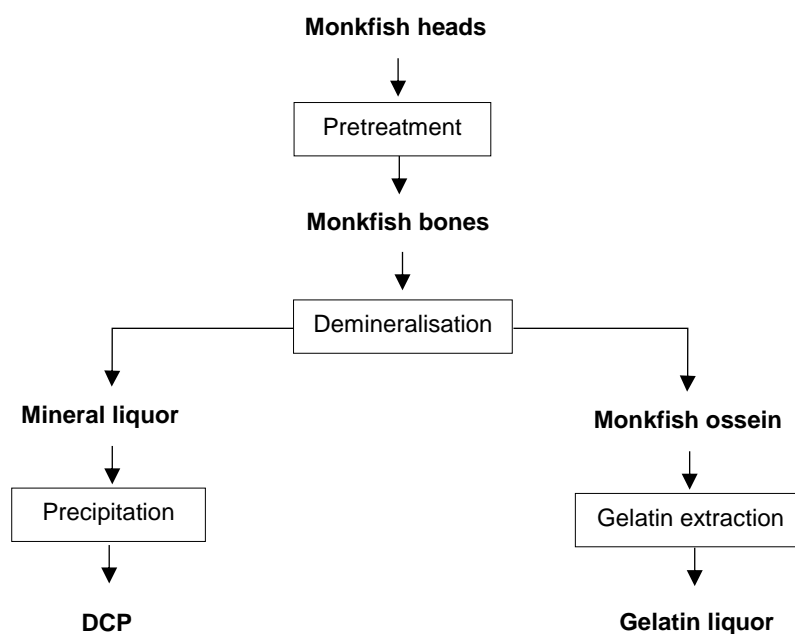 Monkfish heads
Pretreatment
Monkfish bones
Demineralisation
Mineral liquor
Monkfish ossein
Precipitation
Gelatin extraction
DCP
Gelatin liquor